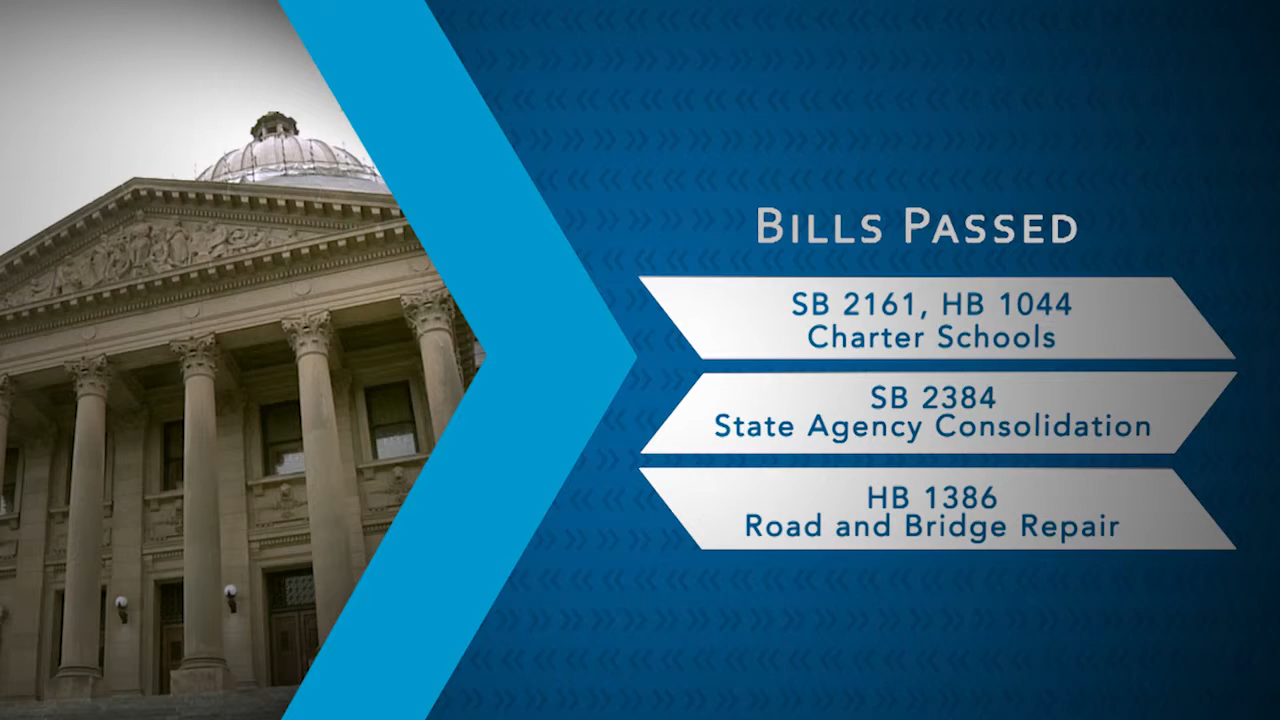 BILLS PASSED
SB 2161, HB 1044
Charter Schools
SB 2384
State Agency Consolidation
HB 1386
Road and Bridge Repair